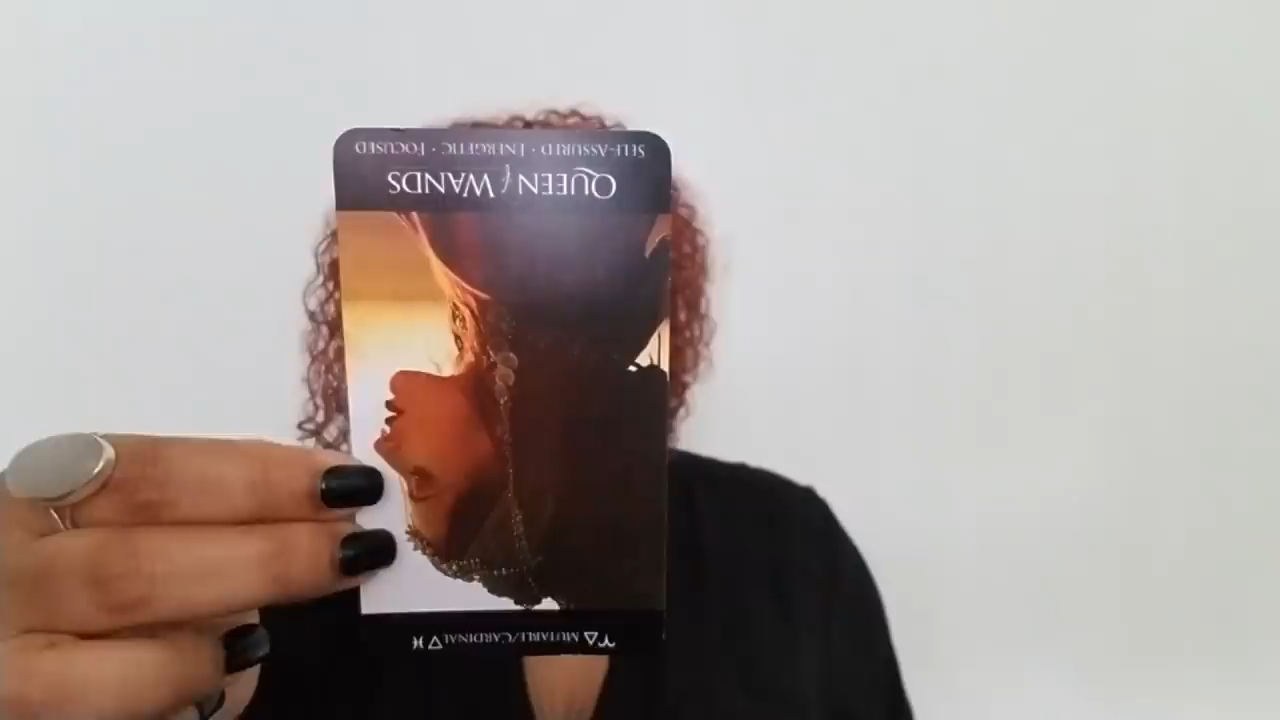 SELF-ASSURED · ENERGETIC · FOCUSED
QUEEN of WANDS
♈︎ 🜂 MUTABLE/CARDINAL 🜄 ♓︎